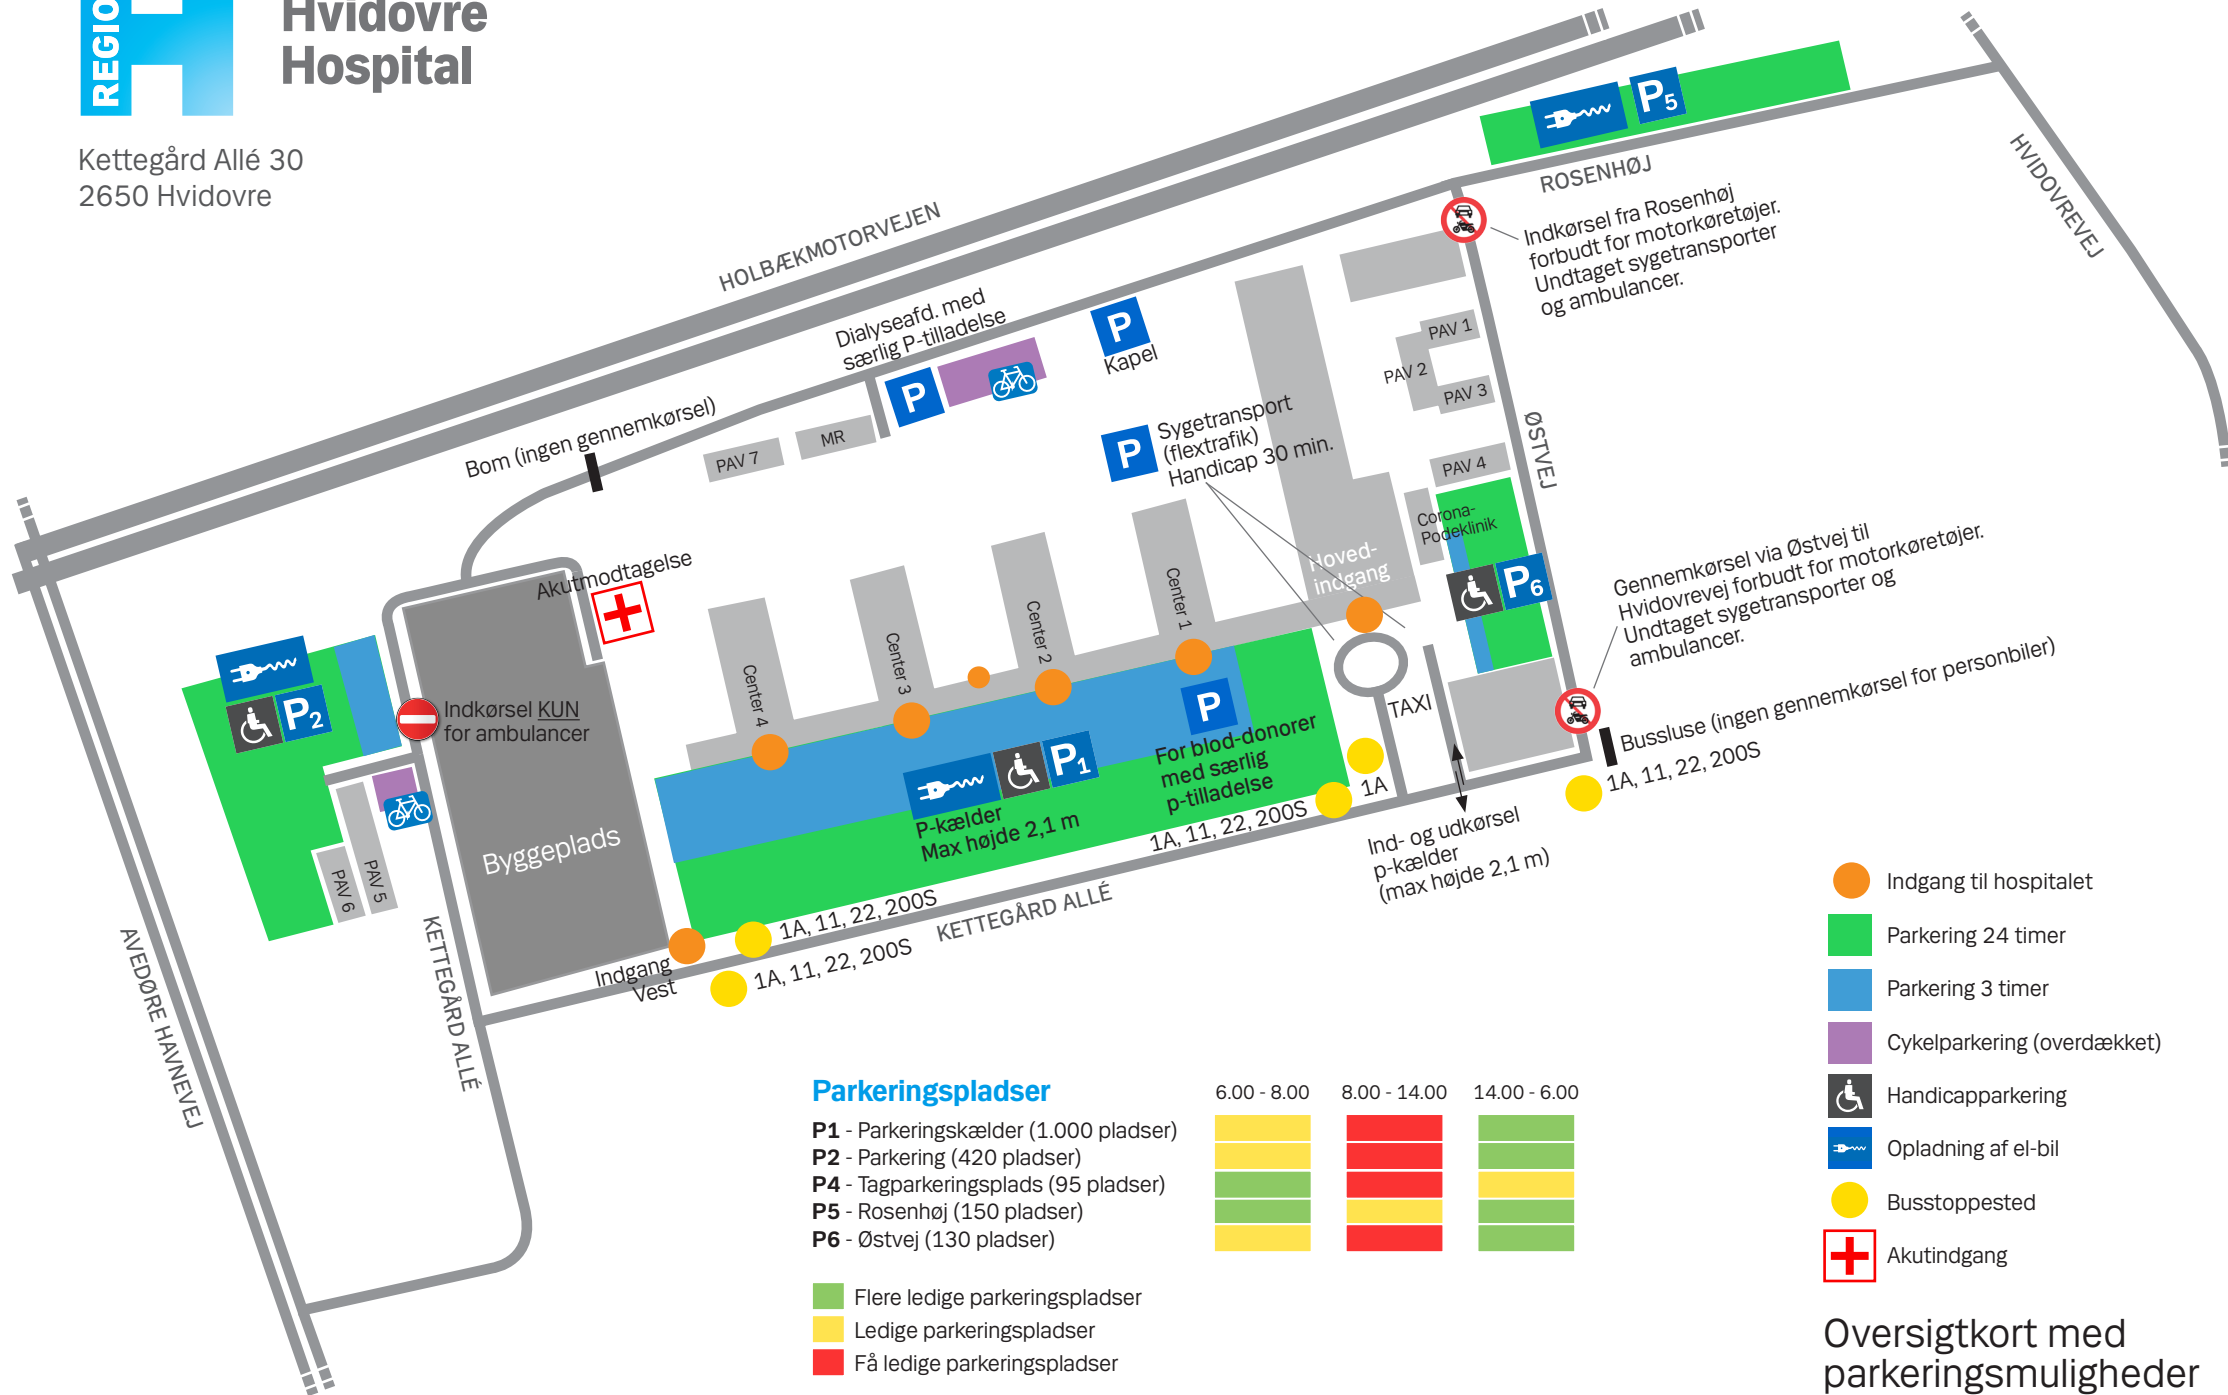 REGIO
Hvidovre
Hospital
Kettegård Allé 30
2650 Hvidovre
HOLBÆKMOTORVEJEN
P5
ROSENHØJ
HVIDOVREVEJ
Indkørsel fra Rosenhøj
forbudt for motorkøretøjer.
Undtaget sygetransporter
og ambulancer.
Dialyseafd. med
særlig P-tilladelse
P
P
Kapel
PAV 1
PAV 2
PAV 3
PAV 4
ØSTVEJ
Bom (ingen gennemkørsel)
PAV 7
MR
P
Sygetransport
(flextrafik)
Handicap 30 min.
Corona-
Podeklinik
Hoved-
indgang
P6
Gennemkørsel via Østvej til
Hvidovrevej forbudt for motorkøretøjer.
Undtaget sygetransporter og
ambulancer.
Akutmodtagelse
Center 4
Center 3
Center 2
Center 1
P2
Indkørsel KUN
for ambulancer
Byggeplads
PAV 5
PAV 6
P
For blod-donorer
med særlig
p-tilladelse
P1
P-kælder
Max højde 2,1 m
TAXI
1A
1A, 11, 22, 200S
Bussluse (ingen gennemkørsel for personbiler)
1A, 11, 22, 200S
Ind- og udkørsel
p-kælder
(max højde 2,1 m)
1A, 11, 22, 200S
1A, 11, 22, 200S
Indgang
Vest
KETTEGÅRD ALLÉ
KETTEGÅRD ALLÉ
AVEDØRE HAVNEVEJ
Parkeringspladser
6.00 - 8.00 8.00 - 14.00 14.00 - 6.00
P1 - Parkeringskælder (1.000 pladser)
P2 - Parkering (420 pladser)
P4 - Tagparkeringsplads (95 pladser)
P5 - Rosenhøj (150 pladser)
P6 - Østvej (130 pladser)
Flere ledige parkeringspladser
Ledige parkeringspladser
Få ledige parkeringspladser
Indgang til hospitalet
Parkering 24 timer
Parkering 3 timer
Cykelparkering (overdækket)
Handicapparkering
Opladning af el-bil
Busstoppested
Akutindgang
Oversigtkort med
parkeringsmuligheder